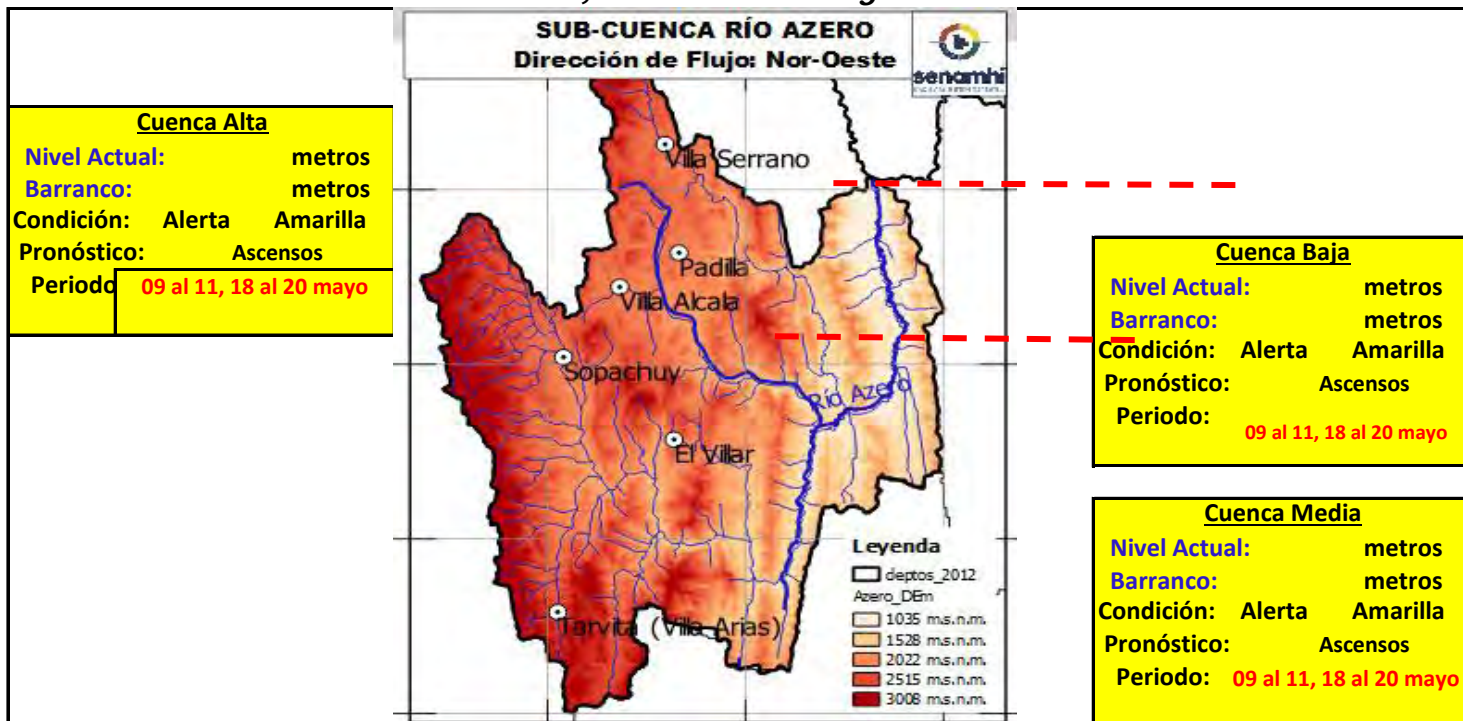 SUB-CUENCA RÍO AZERO
Dirección de Flujo: Nor-Oeste
senamhi
Cuenca Alta
Nivel Actual: metros
Barranco: metros
Condición: Alerta Amarilla
Pronóstico: Ascensos
Periodo 09 al 11, 18 al 20 mayo
Villa Serrano
Padilla
Villa Alcala
Sopachuy
Río Azero
El Villar
Tarvita (Villa Arias)
Leyenda
deptos_2012
Azero_DEm
1035 m.s.n.m.
1528 m.s.n.m.
2022 m.s.n.m.
2515 m.s.n.m.
3008 m.s.n.m.
Cuenca Baja
Nivel Actual: metros
Barranco: metros
Condición: Alerta Amarilla
Pronóstico: Ascensos
Periodo:
09 al 11, 18 al 20 mayo
Cuenca Media
Nivel Actual: metros
Barranco: metros
Condición: Alerta Amarilla
Pronóstico: Ascensos
Periodo: 09 al 11, 18 al 20 mayo